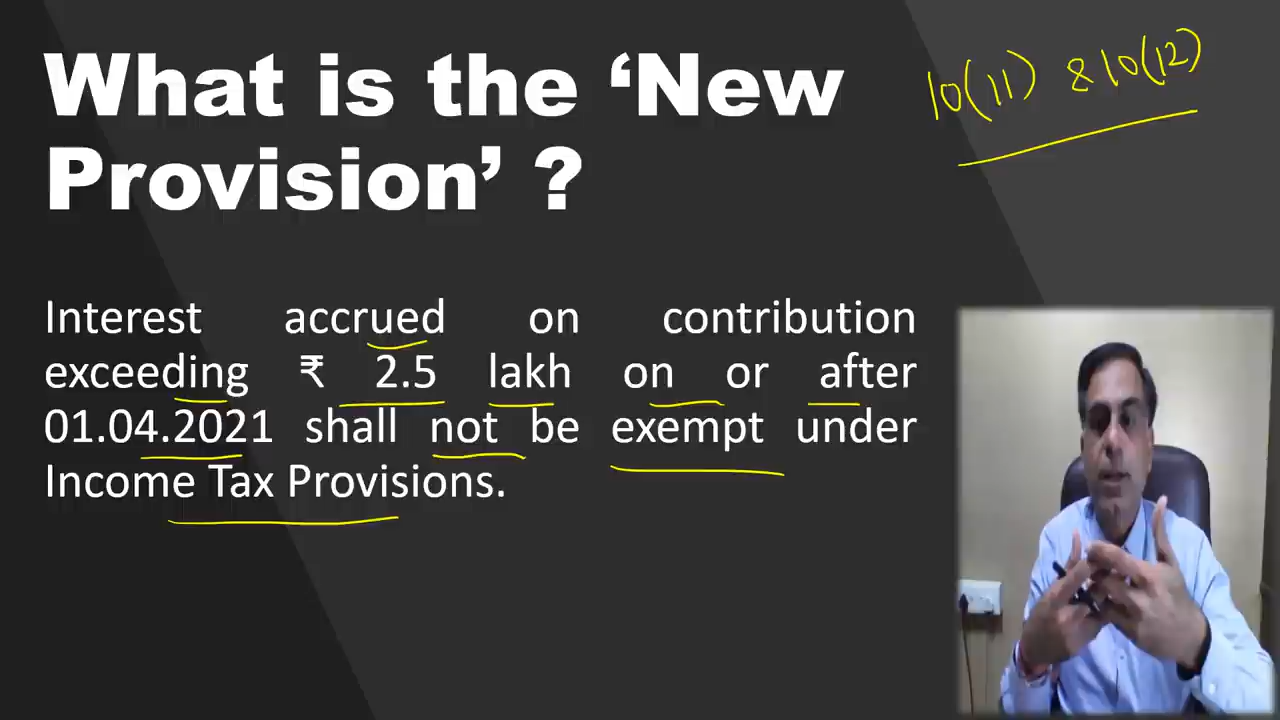 What is the ‘New
Provision’ ?
10(11) & 10(12)
Interest accrued on contribution
exceeding ₹ 2.5 lakh on or after
01.04.2021 shall not be exempt under
Income Tax Provisions.